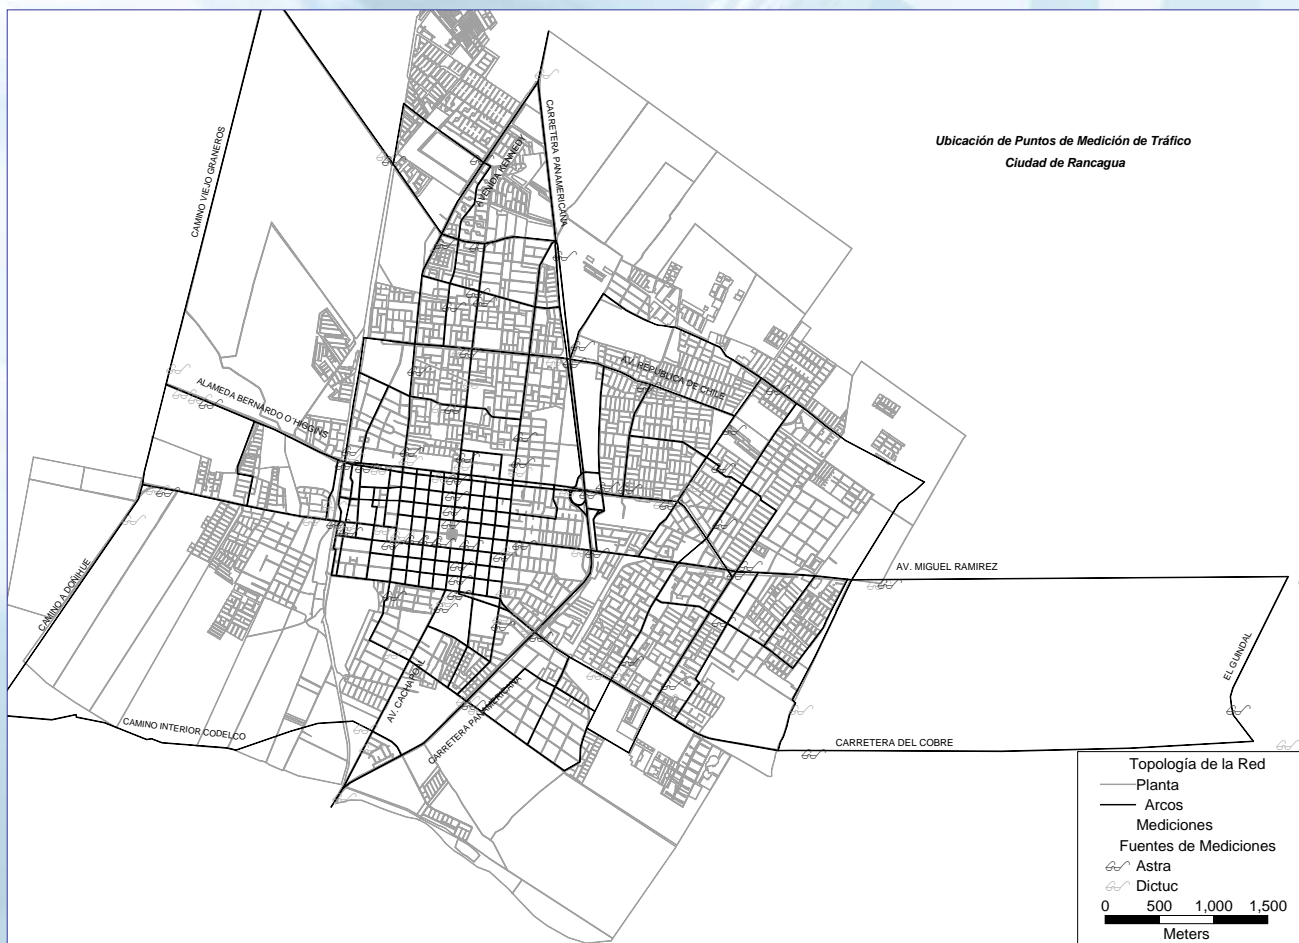 Ubicación de Puntos de Medición de Tráfico
Ciudad de Rancagua
CAMINO VIEJO GRANEROS
CARRETERA PANAMERICANA
AVENIDA KENNEDY
AV. REPUBLICA DE CHILE
ALAMEDA BERNARDO O'HIGGINS
AV. MIGUEL RAMIREZ
CAMINO A DOÑIHUE
EL GUINDAL
AV. CACHAPOAL
CARRETERA PANAMERICANA
CAMINO INTERIOR CODELCO
CARRETERA DEL COBRE
Topología de la Red
Planta
Arcos
Mediciones
Fuentes de Mediciones
Astra
Dictuc
0 500 1,000 1,500
Meters